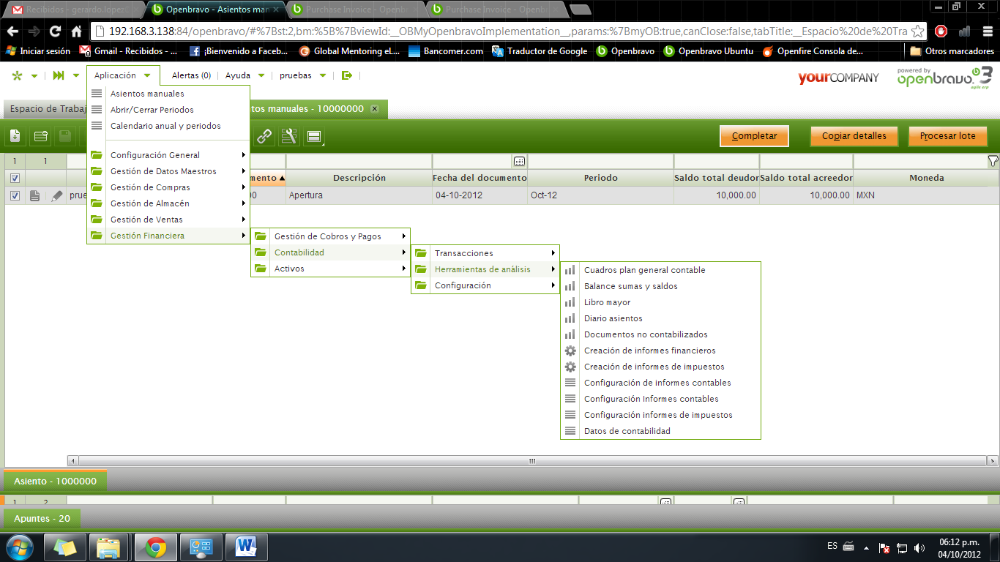 Recibidos - gerardo.lopez
Openbravo - Asientos man
Purchase Invoice - Openb
Purchase Invoice - Openb
192.168.3.138:84/openbravo/#%7Bst:2,bm:%5B%7BviewId:__OBMyOpenbravoImplementation__,params:%7BmyOB:true,canClose:false,tabTitle:__Espacio%20de%20Tra
Iniciar sesión
Gmail - Recibidos - ...
¡Bienvenido a Faceb...
Global Mentoring eL...
Bancomer.com
Traductor de Google
Openbravo
Openbravo Ubuntu
Openfire Consola de...
Otros marcadores
Aplicación
Alertas (0)
Ayuda
pruebas
yourCOMPANY
powered by
openbravo 3
agile erp
Asientos manuales
Abrir/Cerrar Periodos
Calendario anual y periodos
Configuración General
Gestión de Datos Maestros
Gestión de Compras
Gestión de Almacén
Gestión de Ventas
Gestión Financiera
Espacio de Trabaj
tos manuales - 10000000
Completar
Copiar detalles
Procesar lote
1 1
mento Descripción Fecha del documento Periodo Saldo total deudor Saldo total acreedor Moneda
prue 00 Apertura 04-10-2012 Oct-12 10,000.00 10,000.00 MXN
Gestión de Cobros y Pagos
Contabilidad
Activos
Transacciones
Herramientas de análisis
Configuración
Cuadros plan general contable
Balance sumas y saldos
Libro mayor
Diario asientos
Documentos no contabilizados
Creación de informes financieros
Creación de informes de impuestos
Configuración de informes contables
Configuración Informes contables
Configuración informes de impuestos
Datos de contabilidad
Asiento - 1000000
1 2
Apuntes - 20
ES
06:12 p.m.
04/10/2012